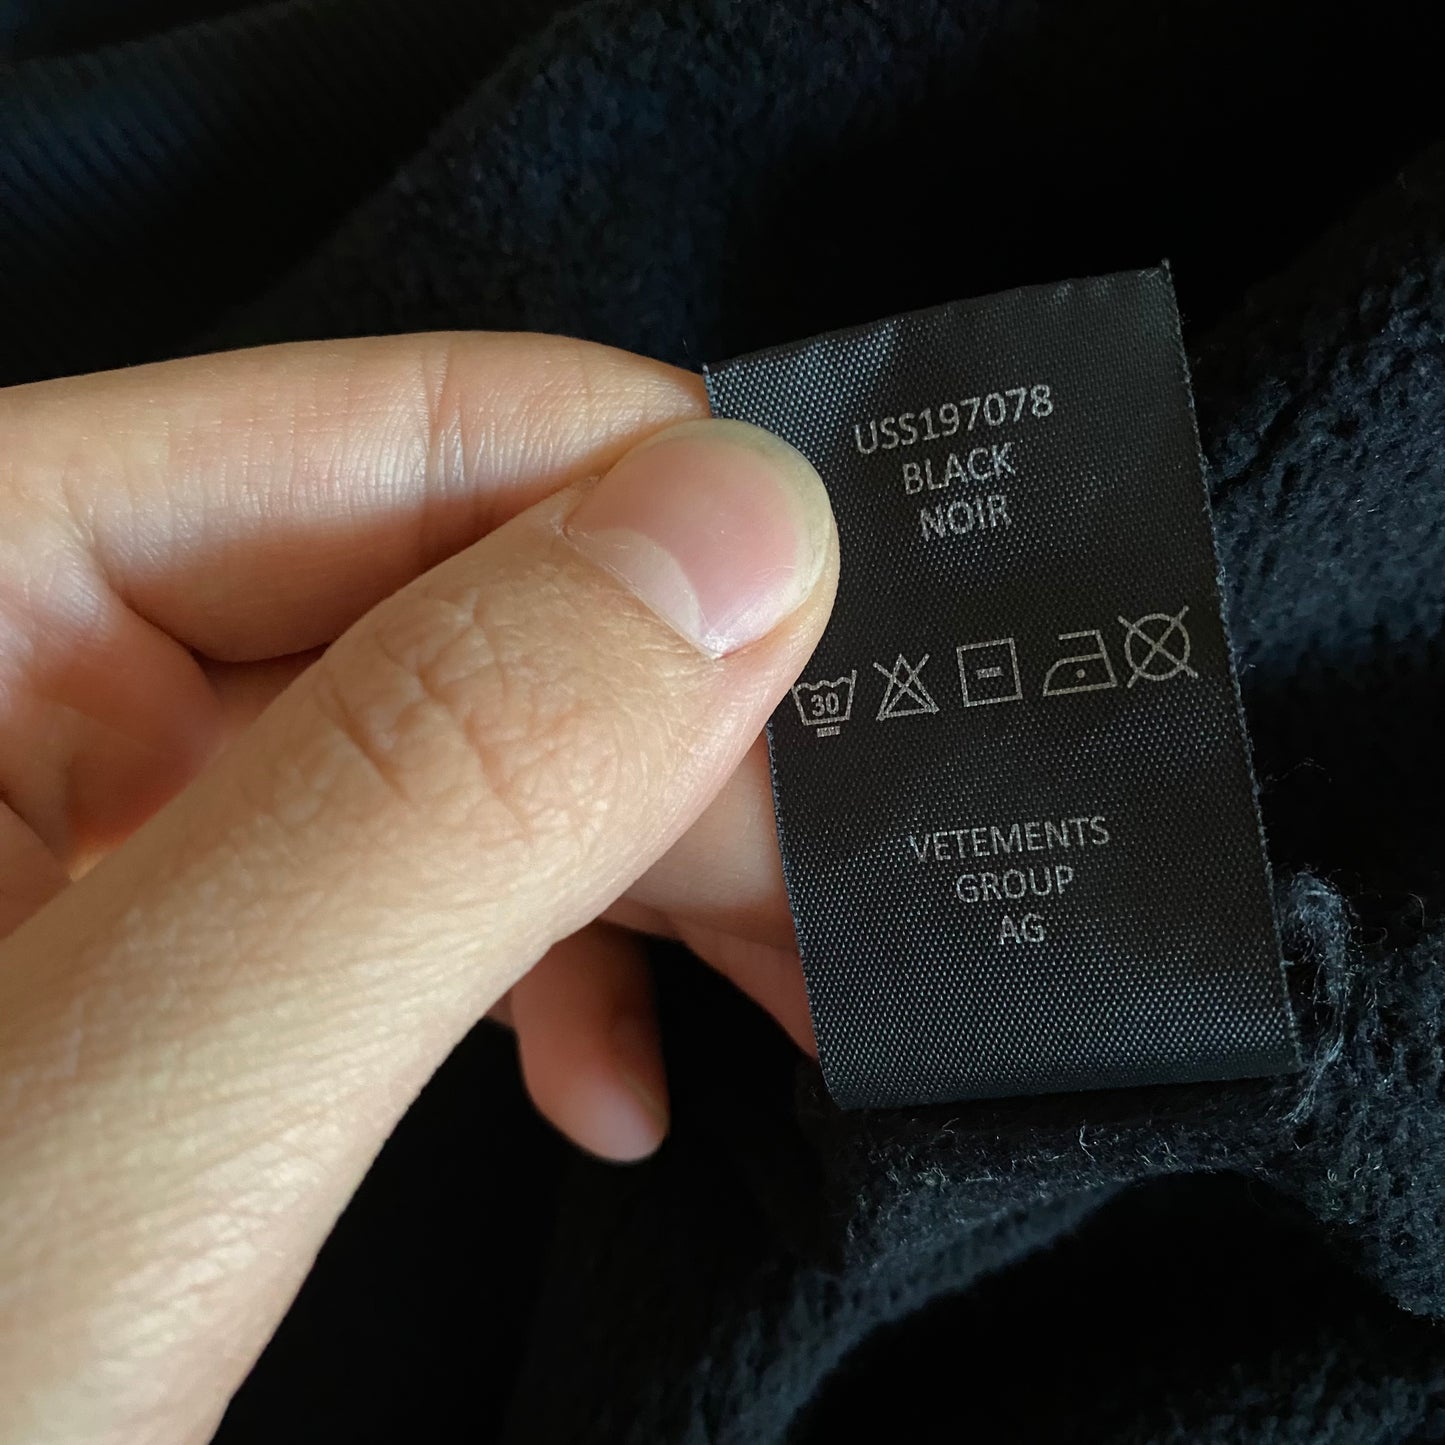 USS197078
BLACK
NOIR
30
VETEMENTS
GROUP
AG